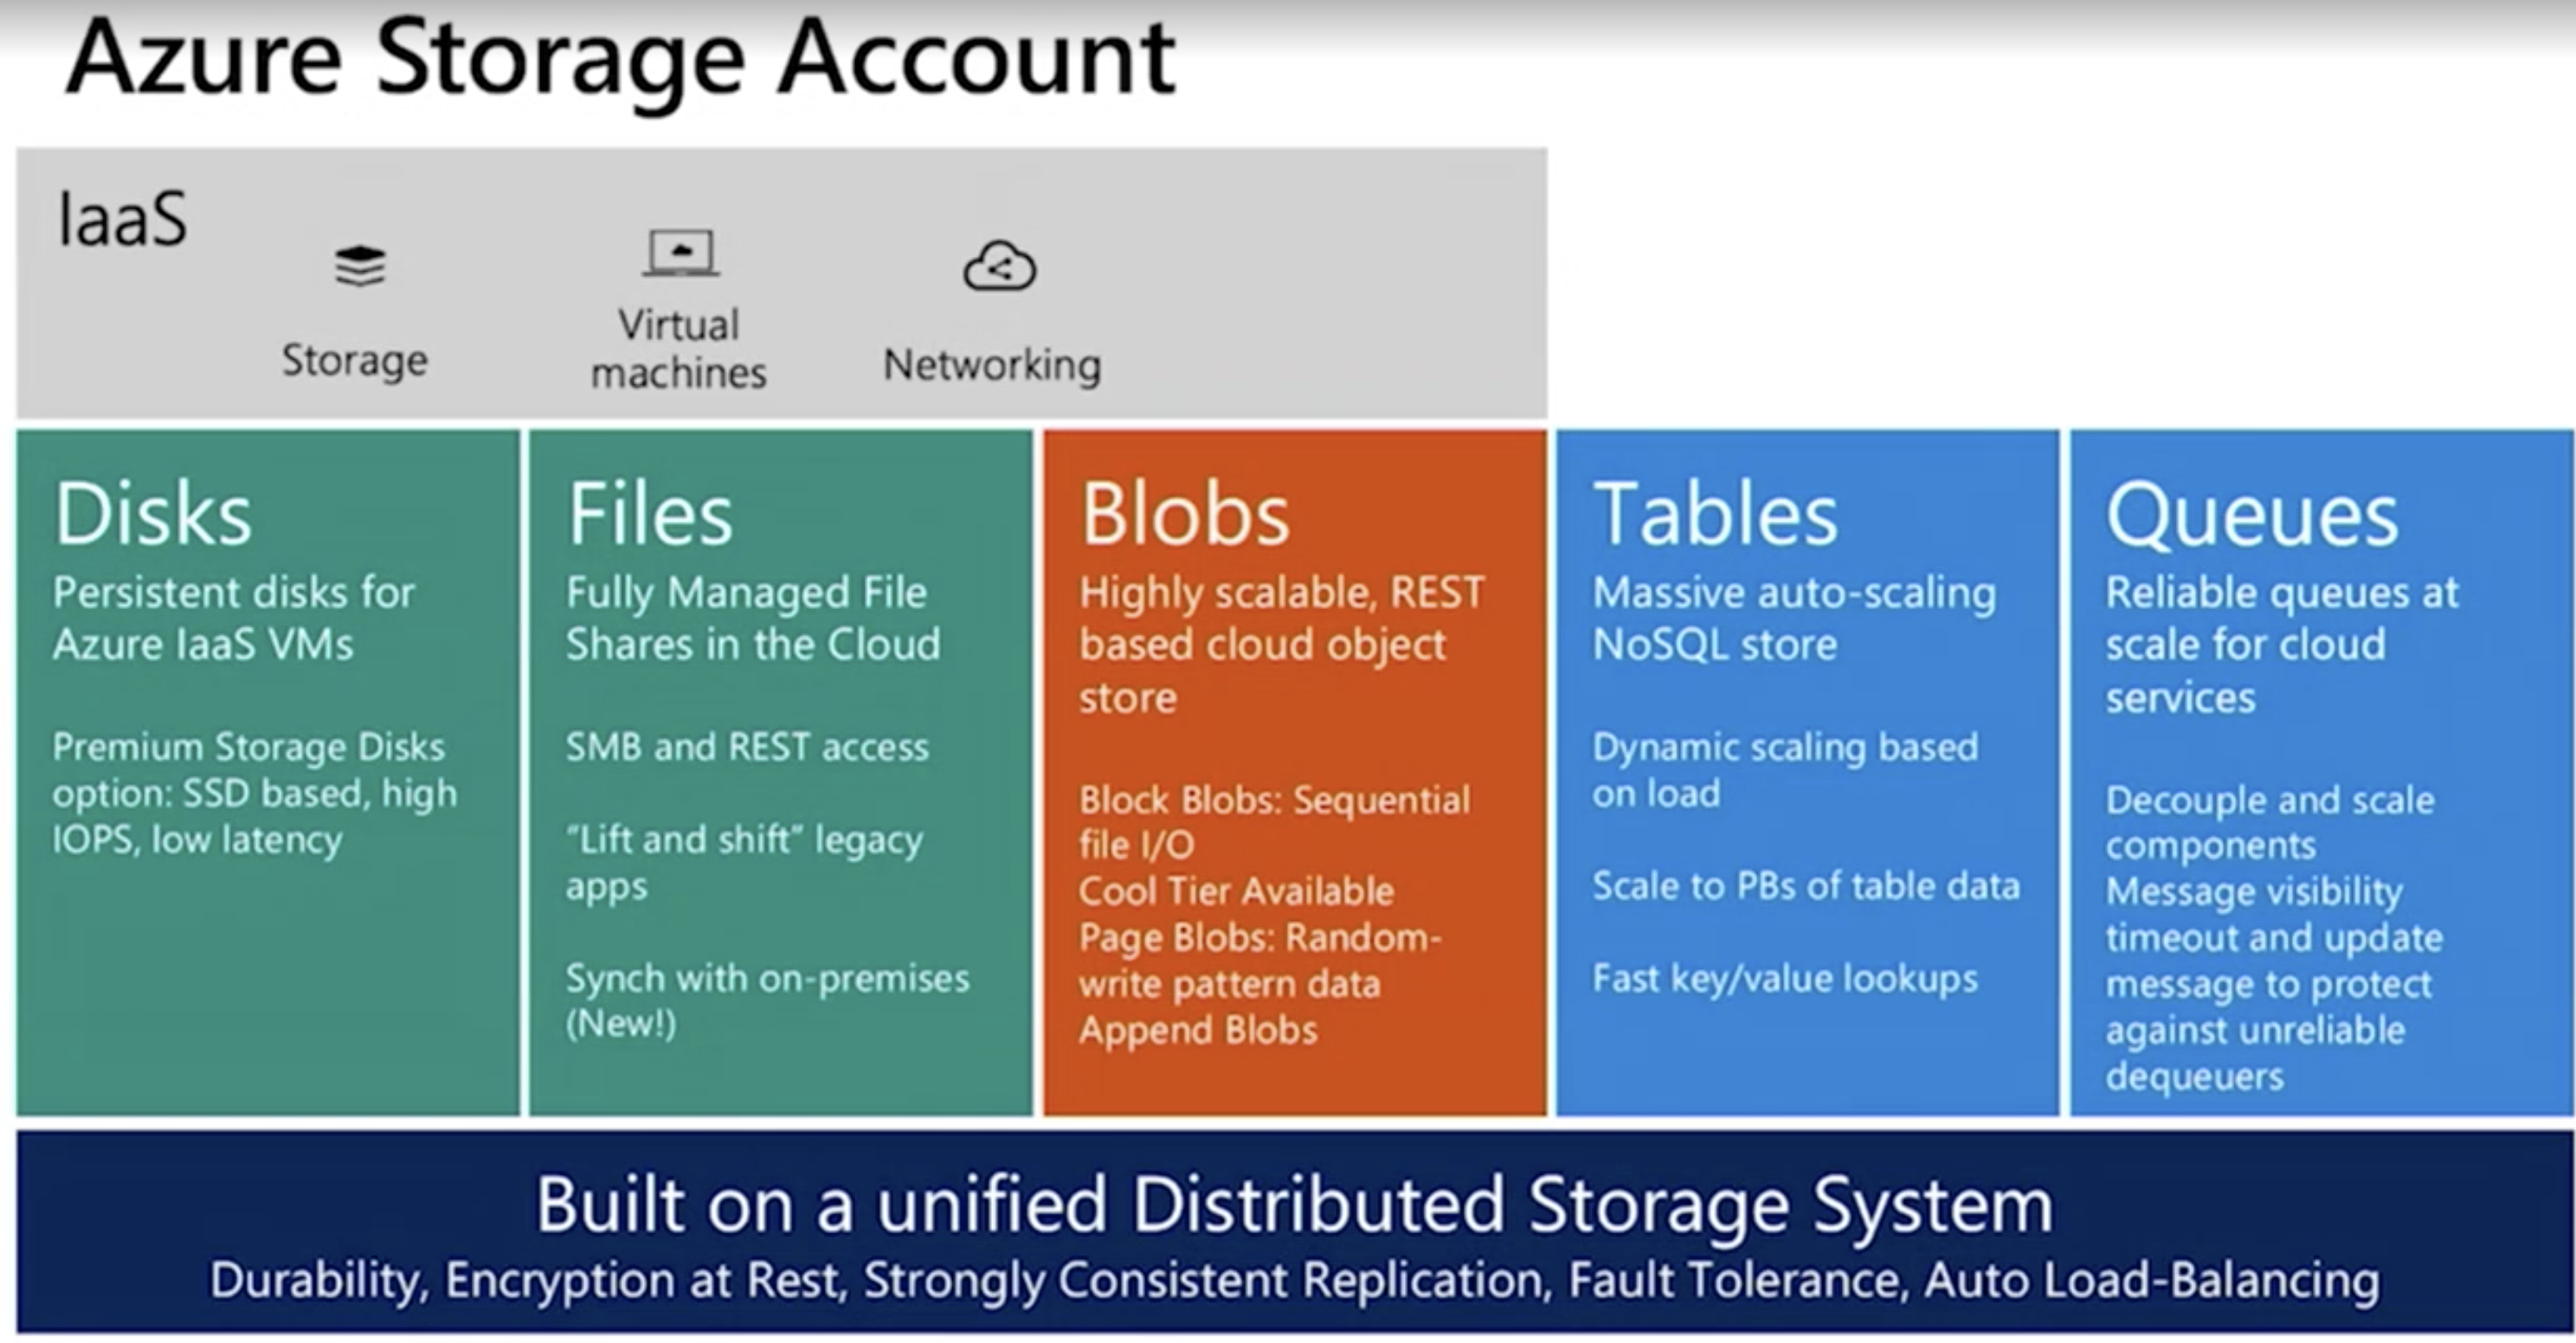 Azure Storage Account
IaaS
Storage
Virtual
machines
Networking
Disks
Persistent disks for
Azure IaaS VMs
Premium Storage Disks
option: SSD based, high
IOPS, low latency
Files
Fully Managed File
Shares in the Cloud
SMB and REST access
"Lift and shift" legacy
apps
Synch with on-premises
(New!)
Blobs
Highly scalable, REST
based cloud object
store
Block Blobs: Sequential
file I/O
Cool Tier Available
Page Blobs: Random-
write pattern data
Append Blobs
Tables
Massive auto-scaling
NoSQL store
Dynamic scaling based
on load
Scale to PBs of table data
Fast key/value lookups
Queues
Reliable queues at
scale for cloud
services
Decouple and scale
components
Message visibility
timeout and update
message to protect
against unreliable
dequeuers
Built on a unified Distributed Storage System
Durability, Encryption at Rest, Strongly Consistent Replication, Fault Tolerance, Auto Load-Balancing